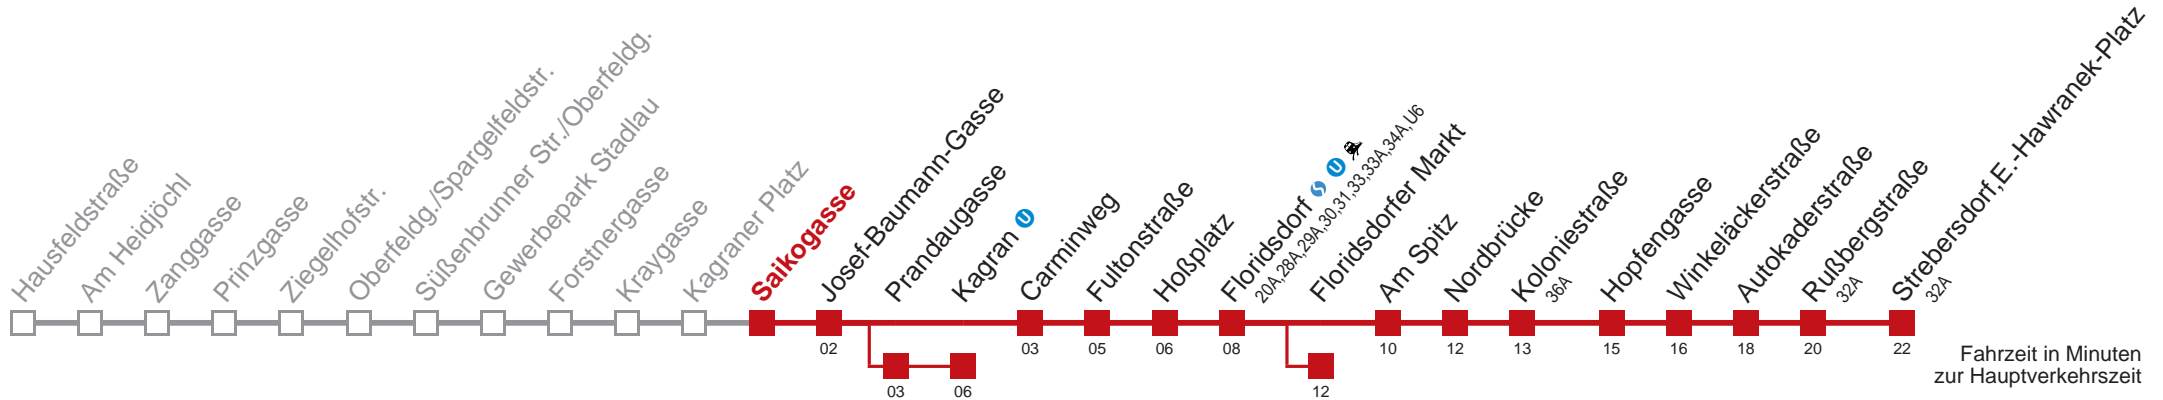 Hausfeldstraße
Am Heidjöchl
Zanggasse
Prinzgasse
Ziegelhofstr.
Oberfeldg./Spargelfeldstr.
Süßenbrunner Str./Oberfeldg.
Gewerbepark Stadlau
Forstnergasse
Kraygasse
Kagraner Platz
Saikogasse
Josef-Baumann-Gasse
Prandaugasse
Kagran U
Carminweg
Fultonstraße
Hoßplatz
Floridsdorf S U
20A,28A,29A,30,31,33,33A,34A,U6
Floridsdorfer Markt
Am Spitz
Nordbrücke
Koloniestraße
36A
Hopfengasse
Winkeläckerstraße
Autokaderstraße
Rußbergstraße
32A
Strebersdorf,E.-Hawranek-Platz
32A
02 03 05 06 08 10 12 13 15 16 18 20 22
03 06 12
Fahrzeit in Minuten
zur Hauptverkehrszeit